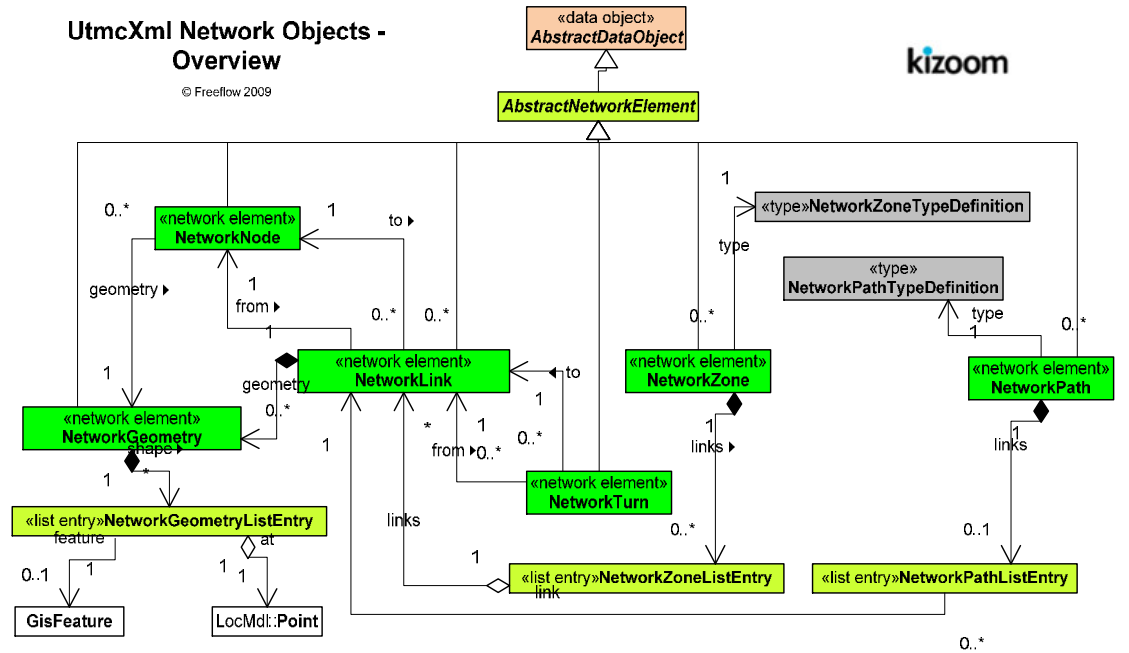 UtmcXml Network Objects -
Overview
© Freeflow 2009
«data object»
AbstractDataObject
kizoom
AbstractNetworkElement
0..*
«network element»
NetworkNode
1
to
1
«type»NetworkZoneTypeDefinition
type
«type»
NetworkPathTypeDefinition
geometry
1
from
1
0..*
0..*
0..*
type
1
0..*
«network element»
NetworkLink
geometry
0..*
to
1
«network element»
NetworkZone
«network element»
NetworkPath
1
«network element»
NetworkGeometry
shape
1
*
1
*
1
from
0..*
0..*
1
links
1
links
«network element»
NetworkTurn
«list entry»NetworkGeometryListEntry
feature
at
links
0..*
0..1
0..1
1
1
1
1
«list entry»NetworkZoneListEntry
link
«list entry»NetworkPathListEntry
GisFeature
LocMdl::Point
0..*